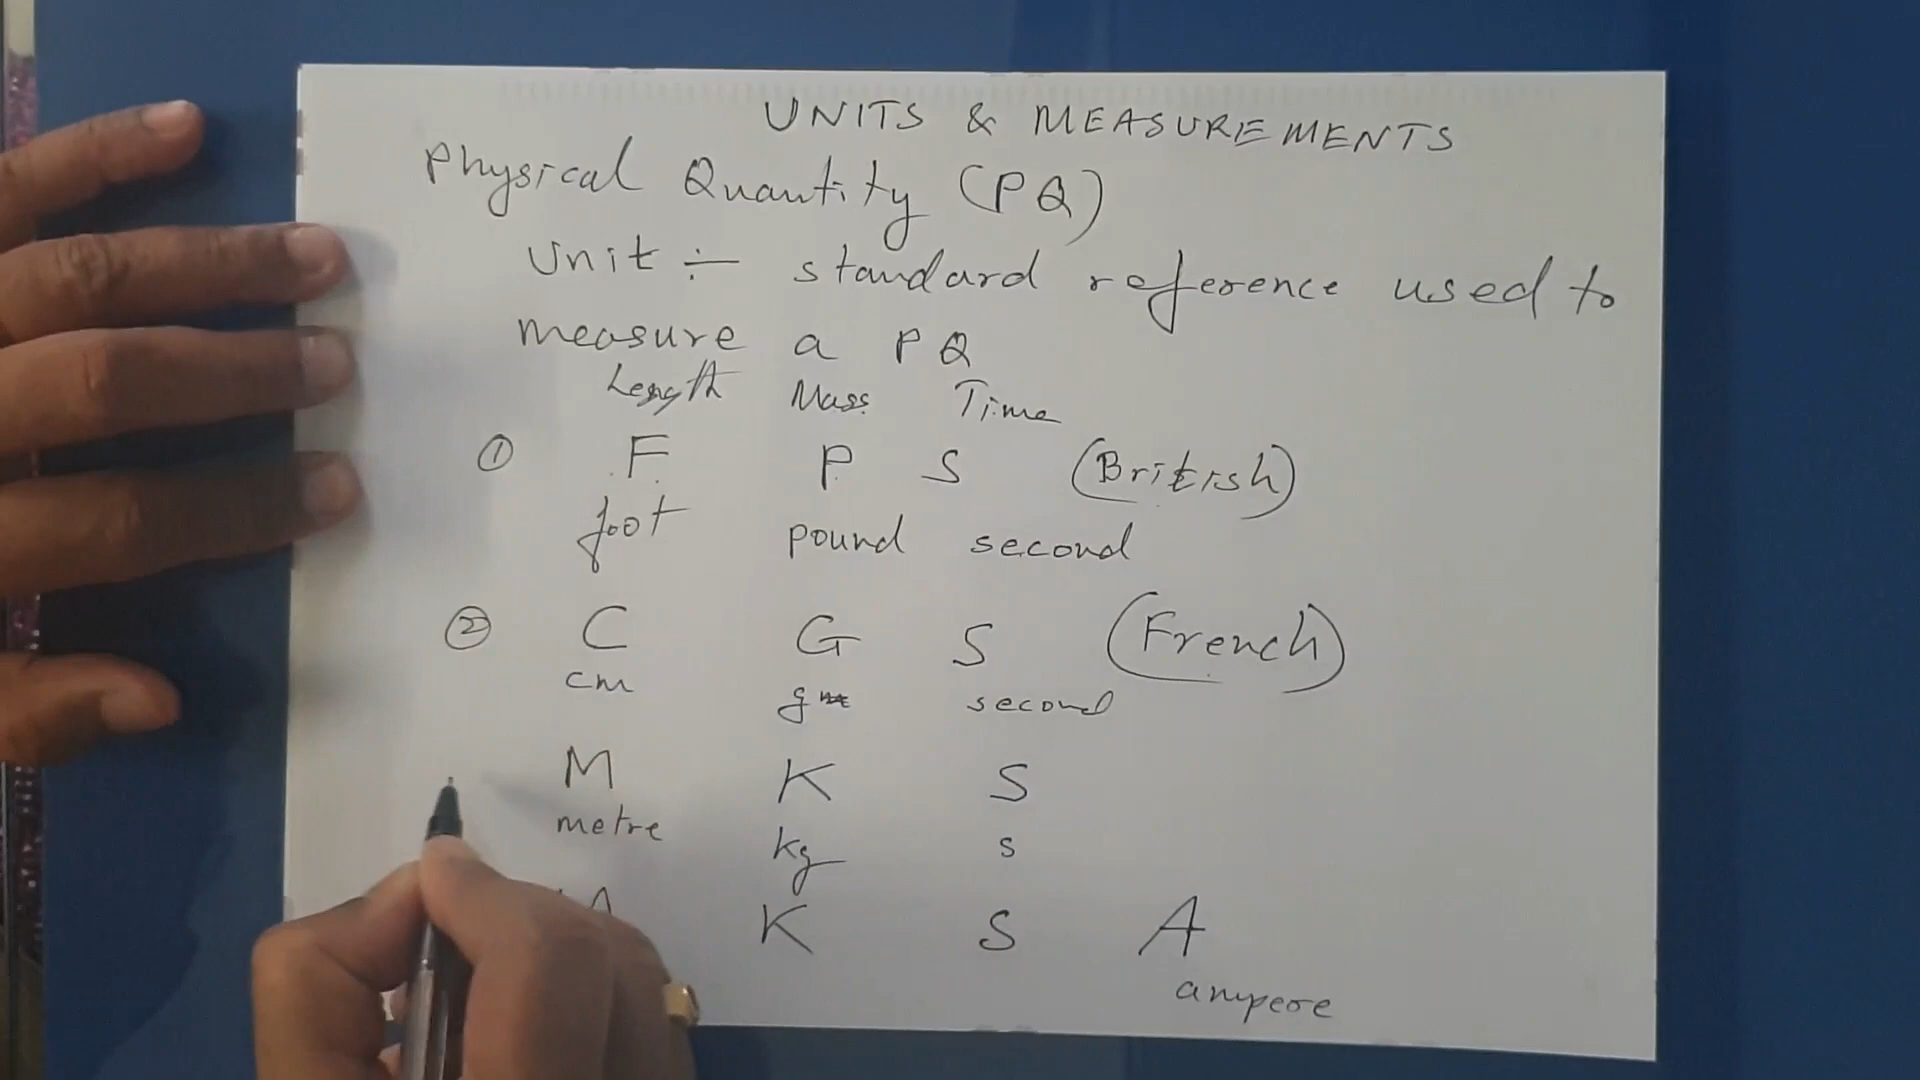 UNITS & MEASUREMENTS
Physical Quantity (PQ)
Unit ÷ standard reference used to
measure a PQ
Length Mass Time
① F P S (British)
foot pound second
② C G S (French)
cm g second
M K S
metre kg s
K S A
ampere